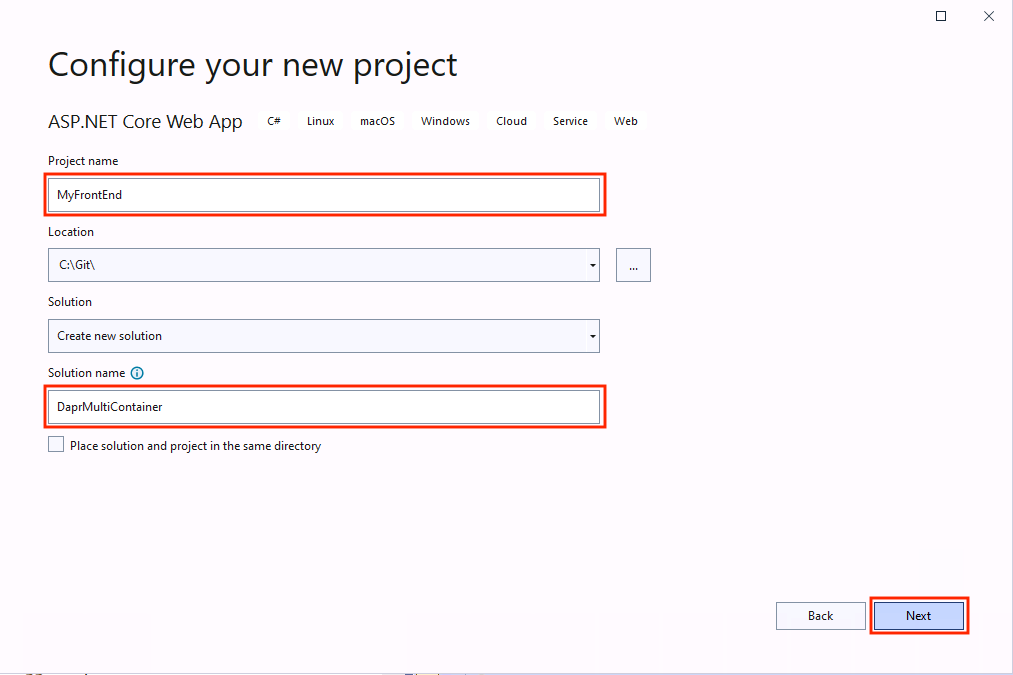 Configure your new project
ASP.NET Core Web App C# Linux macOS Windows Cloud Service Web
Project name
MyFrontEnd
Location
C:\Git\
...
Solution
Create new solution
Solution name
DaprMultiContainer
Place solution and project in the same directory
Back Next